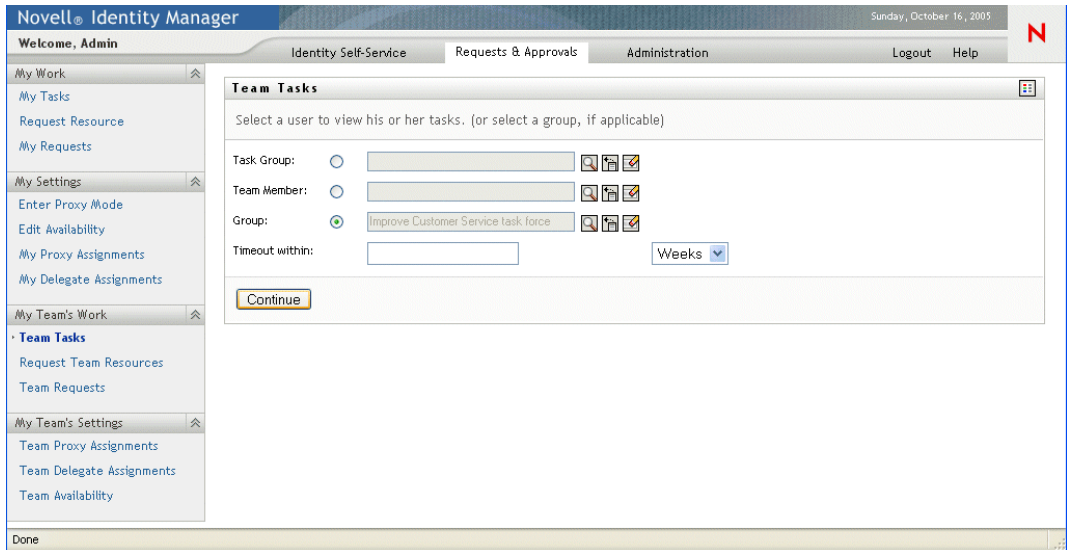 Novell® Identity Manager
Sunday, October 16, 2005
N
Welcome, Admin
Identity Self-Service
Requests & Approvals
Administration
Logout
Help
My Work
My Tasks
Request Resource
My Requests
My Settings
Enter Proxy Mode
Edit Availability
My Proxy Assignments
My Delegate Assignments
My Team's Work
Team Tasks
Request Team Resources
Team Requests
My Team's Settings
Team Proxy Assignments
Team Delegate Assignments
Team Availability
Team Tasks
Select a user to view his or her tasks. (or select a group, if applicable)
Task Group:
Team Member:
Group:
Improve Customer Service task force
Timeout within:
Weeks
Continue
Done